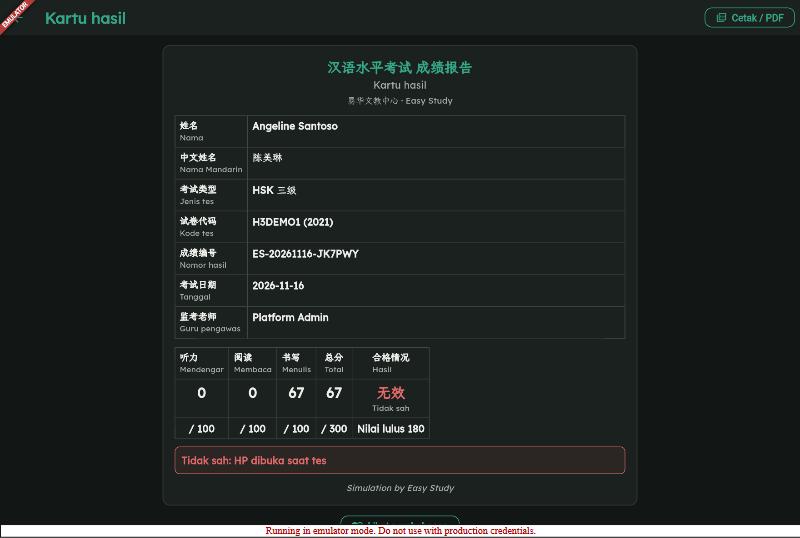 EMULATOR
Kartu hasil
Cetak / PDF
汉语水平考试 成绩报告
Kartu hasil
易华文教中心 · Easy Study
姓名
Nama
Angeline Santoso
中文姓名
Nama Mandarin
陈美琳
考试类型
Jenis tes
HSK 三级
试卷代码
Kode tes
H3DEMO1 (2021)
成绩编号
Nomor hasil
ES-20261116-JK7PWY
考试日期
Tanggal
2026-11-16
监考老师
Guru pengawas
Platform Admin
听力 阅读 书写 总分 合格情况
Mendengar Membaca Menulis Total Hasil
0 0 67 67 无效
Tidak sah
/ 100 / 100 / 100 / 300 Nilai lulus 180
Tidak sah: HP dibuka saat tes
Simulation by Easy Study
Running in emulator mode. Do not use with production credentials.